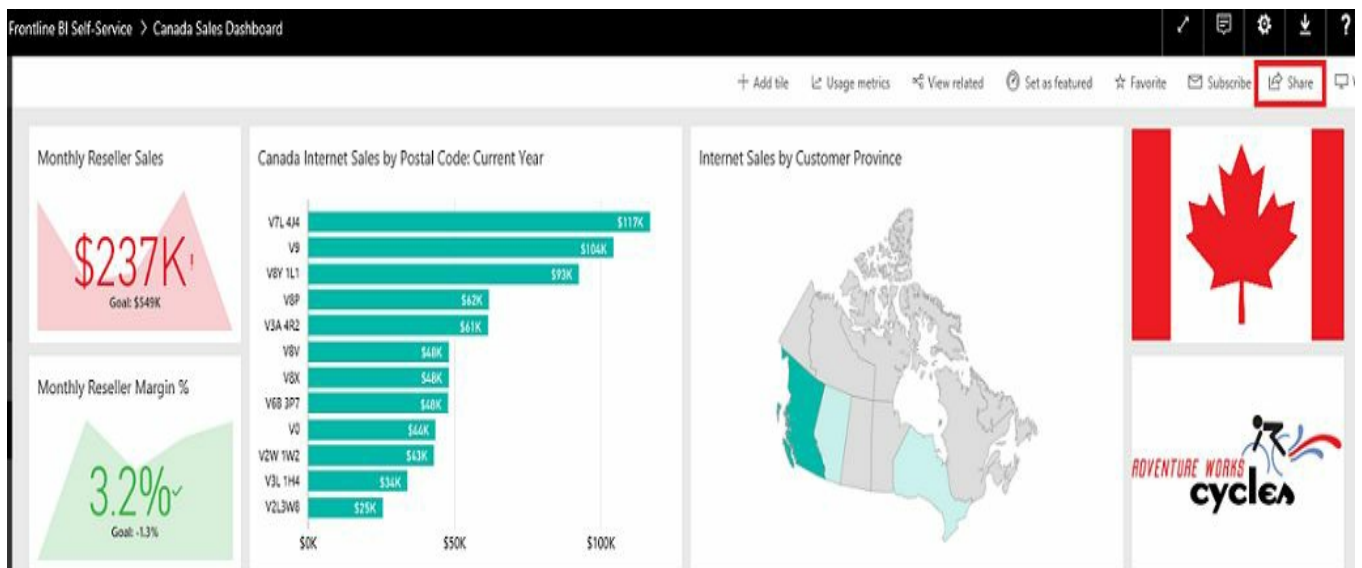 Frontline BI Self-Service > Canada Sales Dashboard
?
+ Add tile Usage metrics View related Set as featured Favorite Subscribe Share
Monthly Reseller Sales
$237K!
Goal: $549K
Monthly Reseller Margin %
3.2%
Goal: -1.3%
Canada Internet Sales by Postal Code: Current Year
V7L 4J4 $117K
V9 $104K
V8Y 1L1 $93K
V8P $62K
V3A 4R2 $61K
V8V $48K
V8X $48K
V6B 3P7 $48K
V0 $44K
V2W 1W2 $43K
V3L 1H4 $34K
V2L3W8 $25K
$0K $50K $100K
Internet Sales by Customer Province
ADVENTURE WORKS
cycles